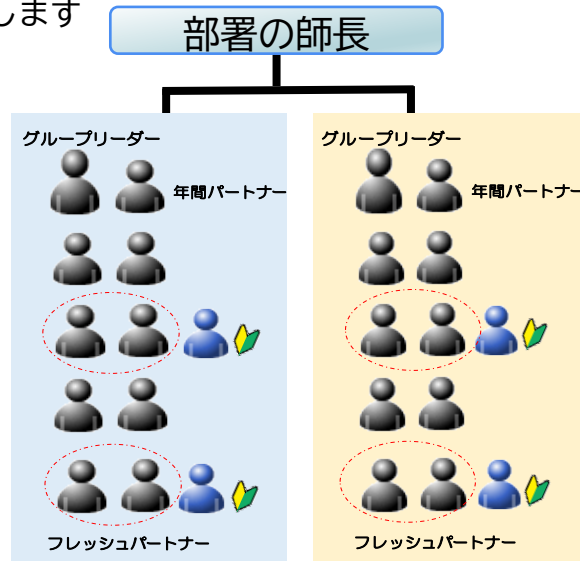 します
部署の師長
グループリーダー
年間パートナー
フレッシュパートナー
グループリーダー
年間パートナー
フレッシュパートナー